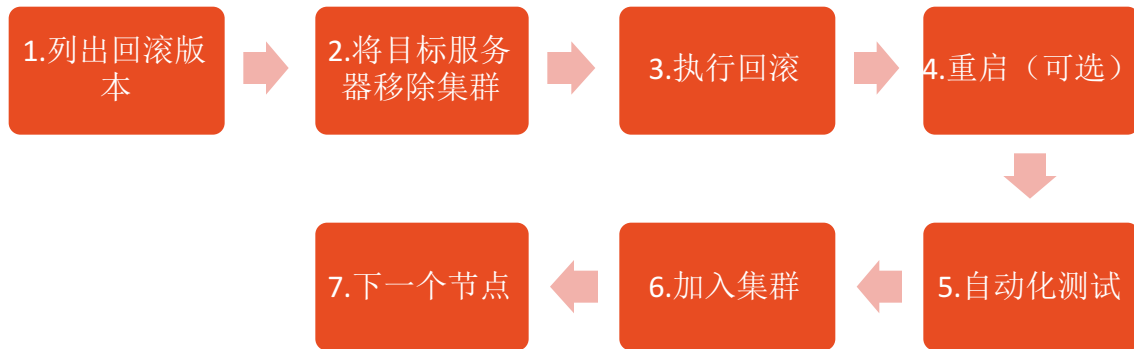 1.列出回滚版
本
2.将目标服务
器移除集群
3.执行回滚
4.重启（可选）
5.自动化测试
6.加入集群
7.下一个节点